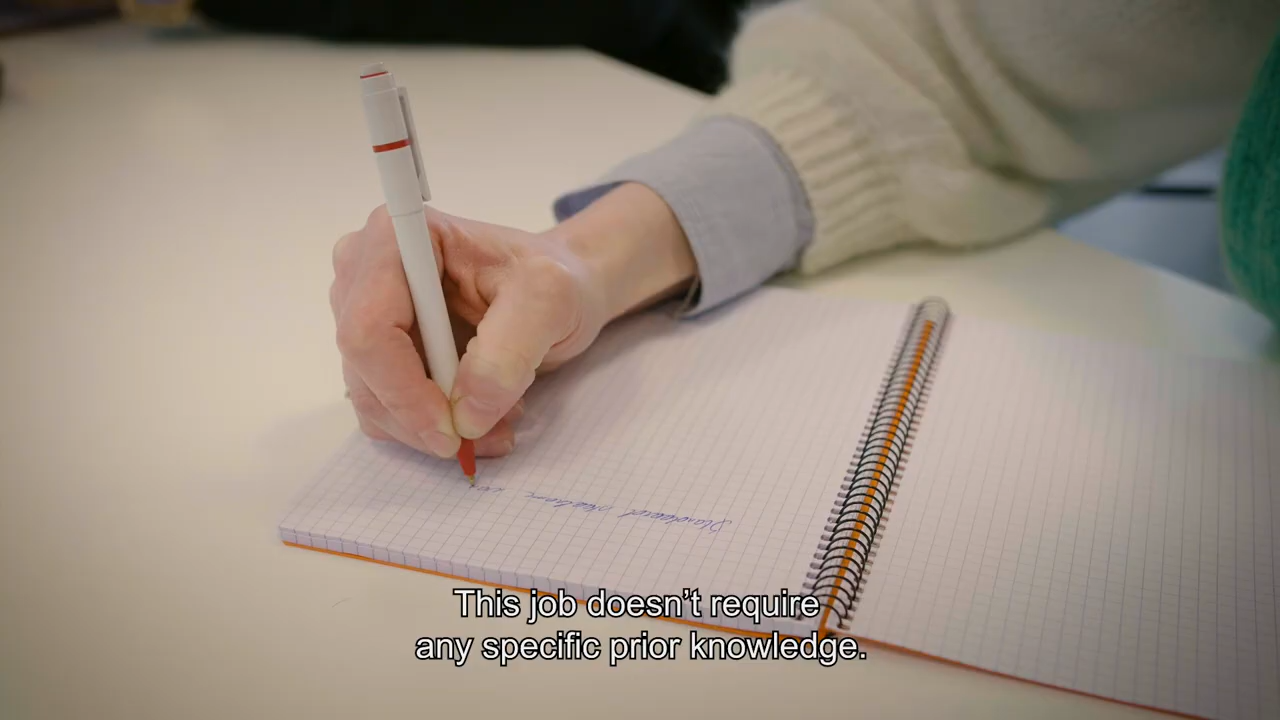 This job doesn't require
any specific prior knowledge.